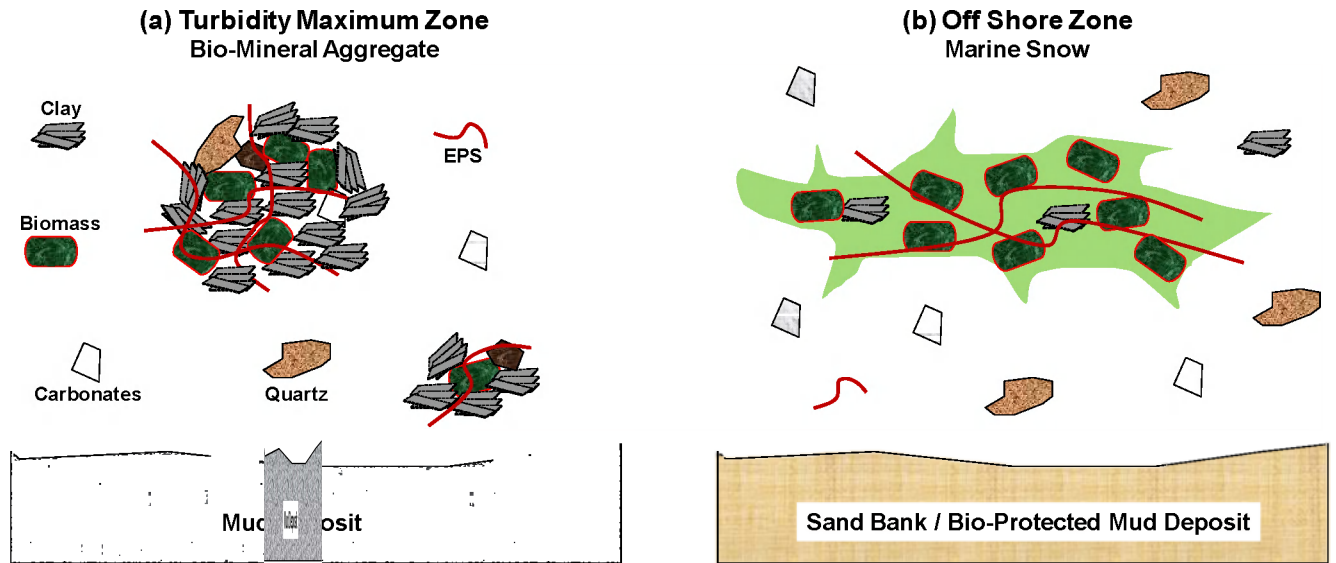 (a) Turbidity Maximum Zone
Bio-Mineral Aggregate
Clay
EPS
Biomass
Carbonates
Quartz
(b) Off Shore Zone
Marine Snow
Sand Bank / Bio-Protected Mud Deposit